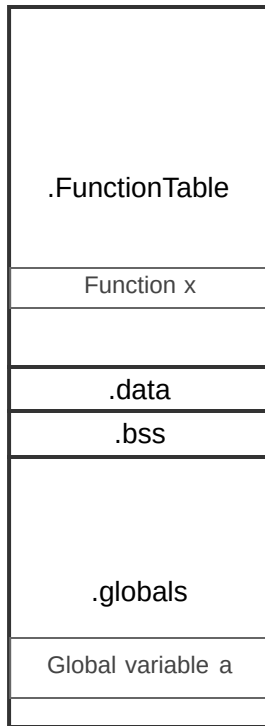 .FunctionTable
Function x
.data
.bss
.globals
Global variable a